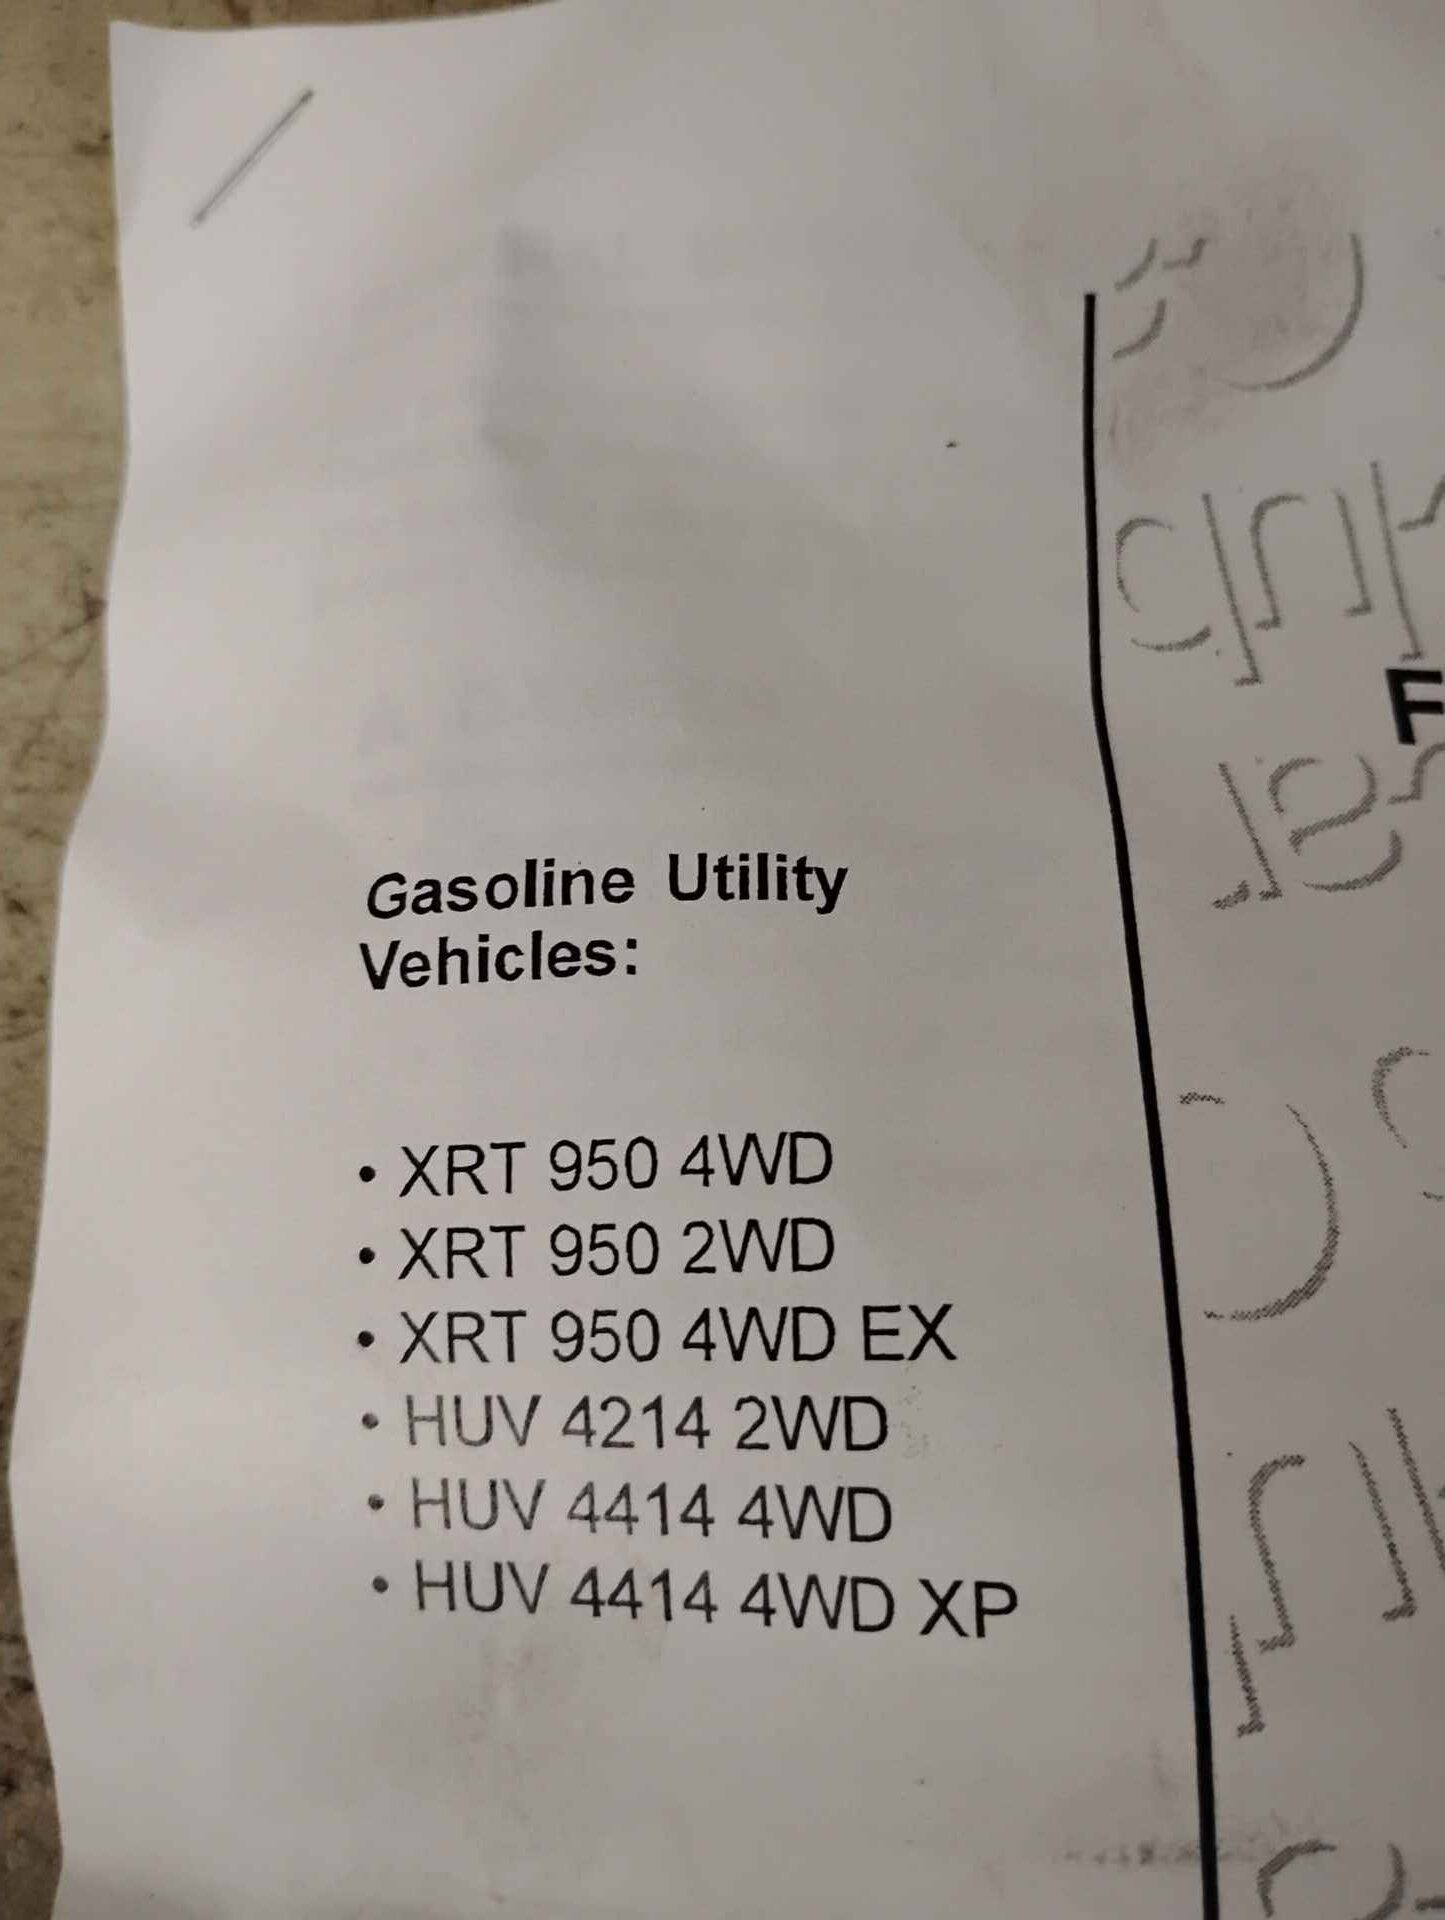 Gasoline Utility
Vehicles:
• XRT 950 4WD
• XRT 950 2WD
• XRT 950 4WD EX
• HUV 4214 2WD
• HUV 4414 4WD
• HUV 4414 4WD XP